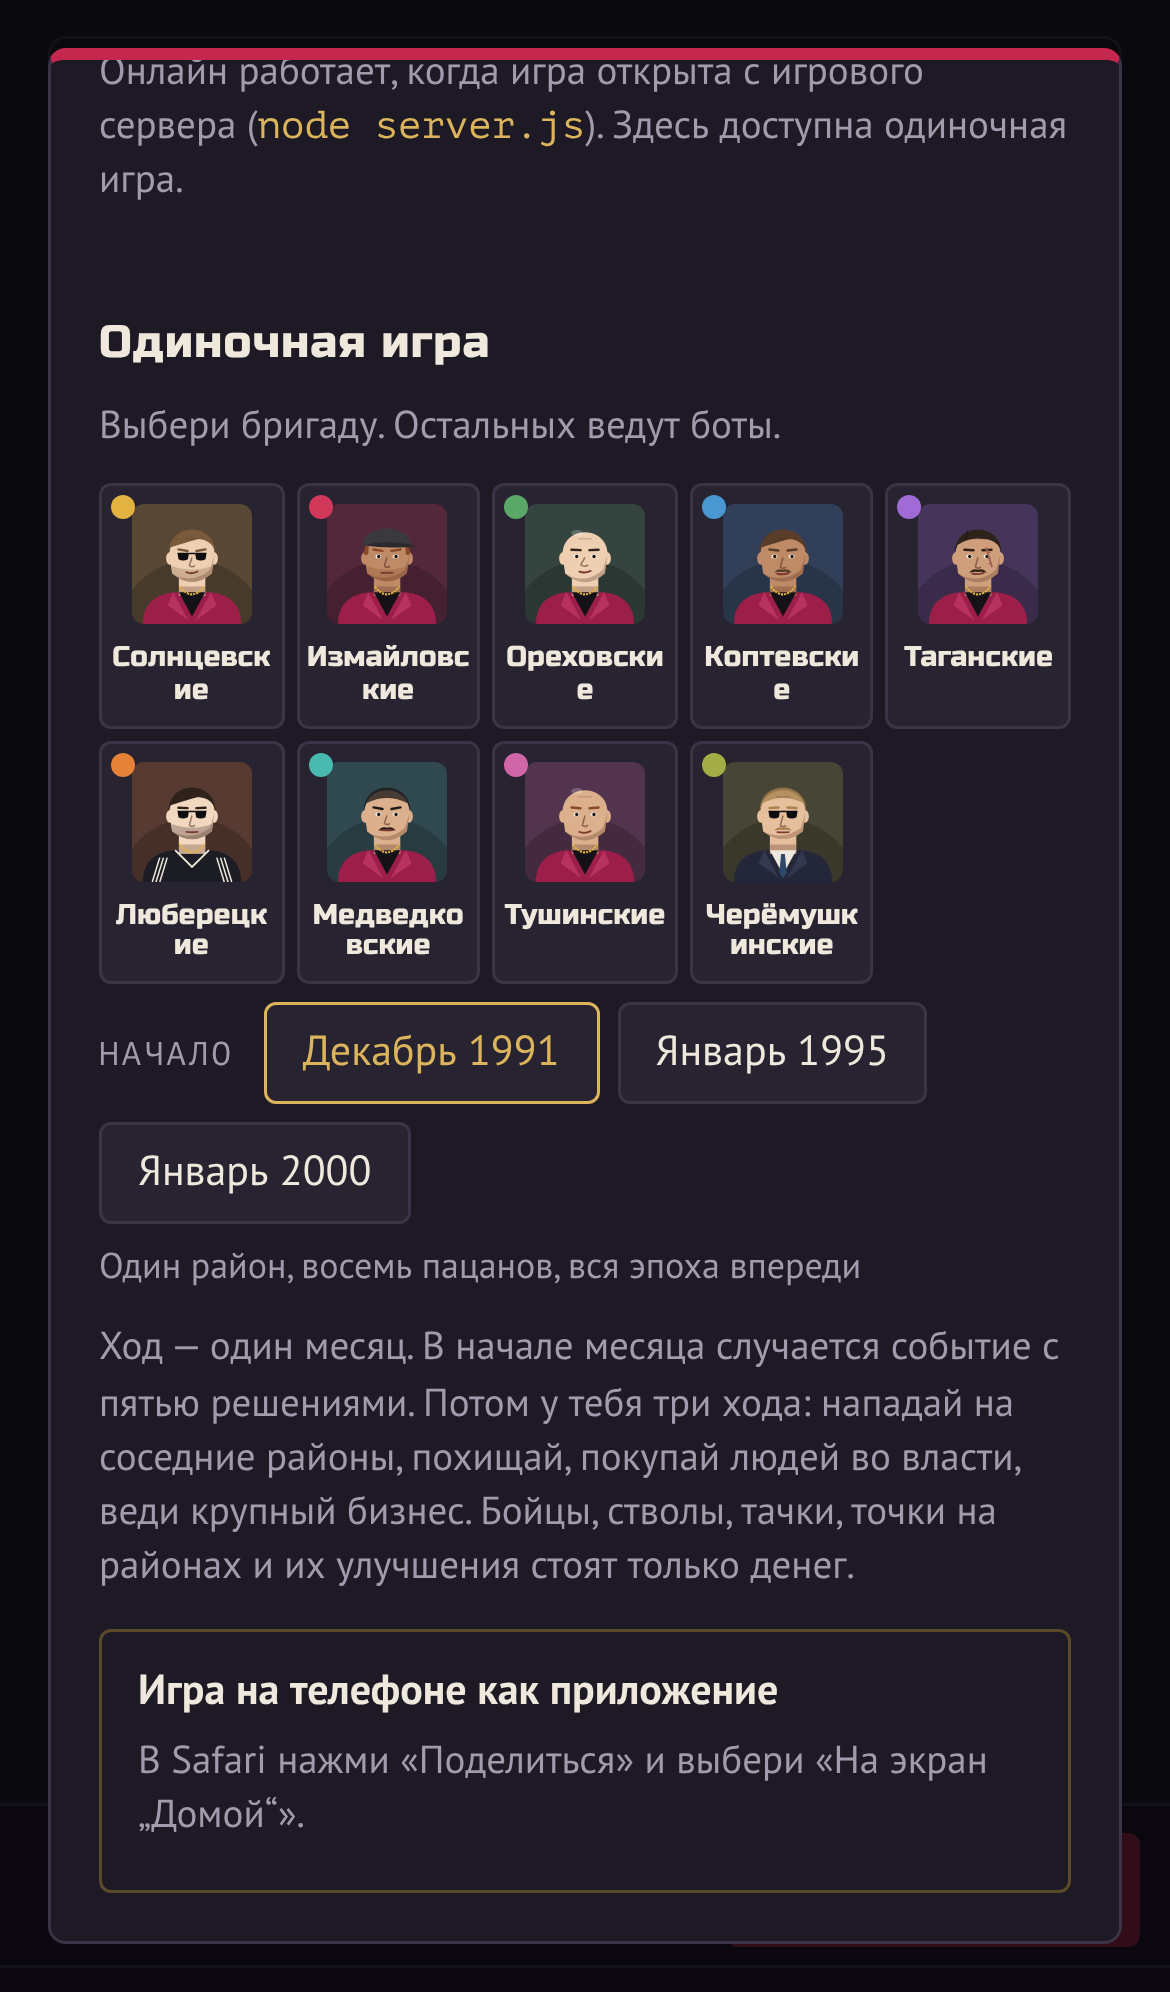 Онлайн работает, когда игра открыта с игрового
сервера (node server.js). Здесь доступна одиночная
игра.
Одиночная игра
Выбери бригаду. Остальных ведут боты.
Солнцевск
ие
Измайловс
кие
Ореховски
е
Коптевски
е
Таганские
Люберецк
ие
Медведко
вские
Тушинские
Черёмушк
инские
НАЧАЛО
Декабрь 1991
Январь 1995
Январь 2000
Один район, восемь пацанов, вся эпоха впереди
Ход — один месяц. В начале месяца случается событие с
пятью решениями. Потом у тебя три хода: нападай на
соседние районы, похищай, покупай людей во власти,
веди крупный бизнес. Бойцы, стволы, тачки, точки на
районах и их улучшения стоят только денег.
Игра на телефоне как приложение
В Safari нажми «Поделиться» и выбери «На экран
„Домой“».